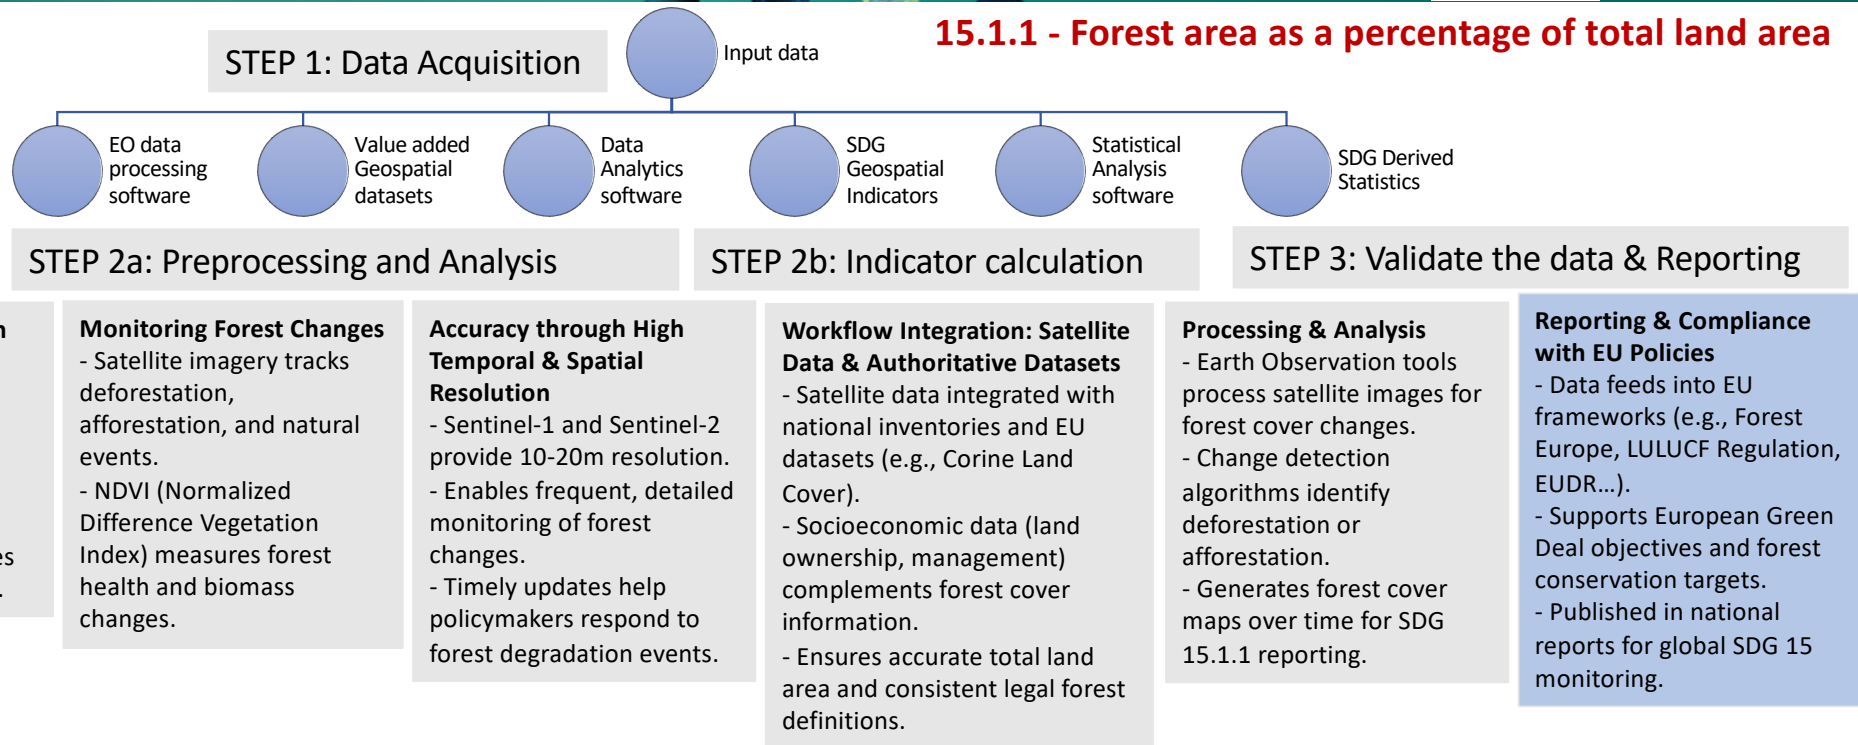 15.1.1 - Forest area as a percentage of total land area
STEP 1: Data Acquisition
Input data
EO data
processing
software
Value added
Geospatial
datasets
Data
Analytics
software
SDG
Geospatial
Indicators
Statistical
Analysis
software
SDG Derived
Statistics
STEP 2a: Preprocessing and Analysis
STEP 2b: Indicator calculation
STEP 3: Validate the data & Reporting
Monitoring Forest Changes
- Satellite imagery tracks
deforestation,
afforestation, and natural
events.
- NDVI (Normalized
Difference Vegetation
Index) measures forest
health and biomass
changes.
Accuracy through High
Temporal & Spatial
Resolution
- Sentinel-1 and Sentinel-2
provide 10-20m resolution.
- Enables frequent, detailed
monitoring of forest
changes.
- Timely updates help
policymakers respond to
forest degradation events.
Workflow Integration: Satellite
Data & Authoritative Datasets
- Satellite data integrated with
national inventories and EU
datasets (e.g., Corine Land
Cover).
- Socioeconomic data (land
ownership, management)
complements forest cover
information.
- Ensures accurate total land
area and consistent legal forest
definitions.
Processing & Analysis
- Earth Observation tools
process satellite images for
forest cover changes.
- Change detection
algorithms identify
deforestation or
afforestation.
- Generates forest cover
maps over time for SDG
15.1.1 reporting.
Reporting & Compliance
with EU Policies
- Data feeds into EU
frameworks (e.g., Forest
Europe, LULUCF Regulation,
EUDR…).
- Supports European Green
Deal objectives and forest
conservation targets.
- Published in national
reports for global SDG 15
monitoring.